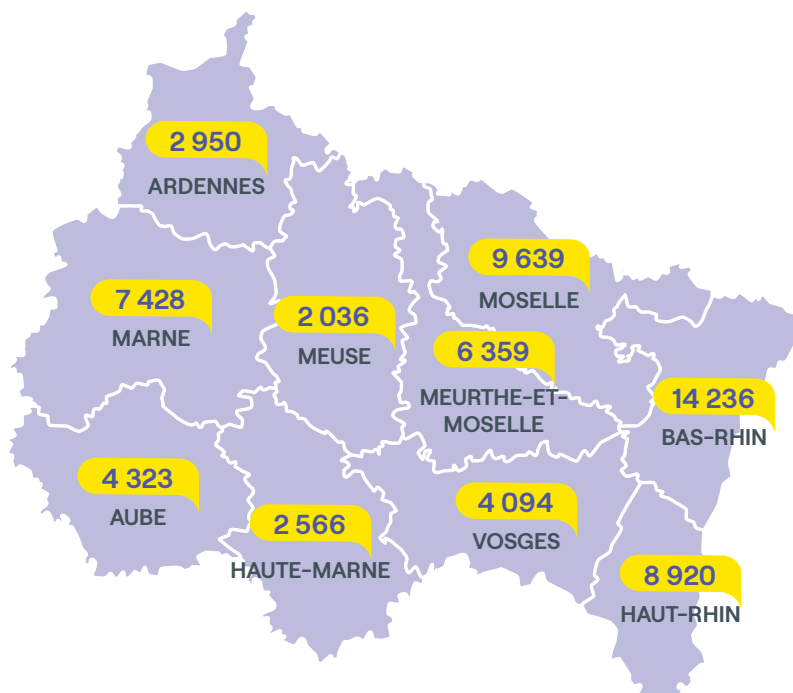 2 950
ARDENNES
9 639
MOSELLE
7 428
MARNE
2 036
MEUSE
6 359
MEURTHE-ET-
MOSELLE
14 236
BAS-RHIN
4 323
AUBE
2 566
HAUTE-MARNE
4 094
VOSGES
8 920
HAUT-RHIN